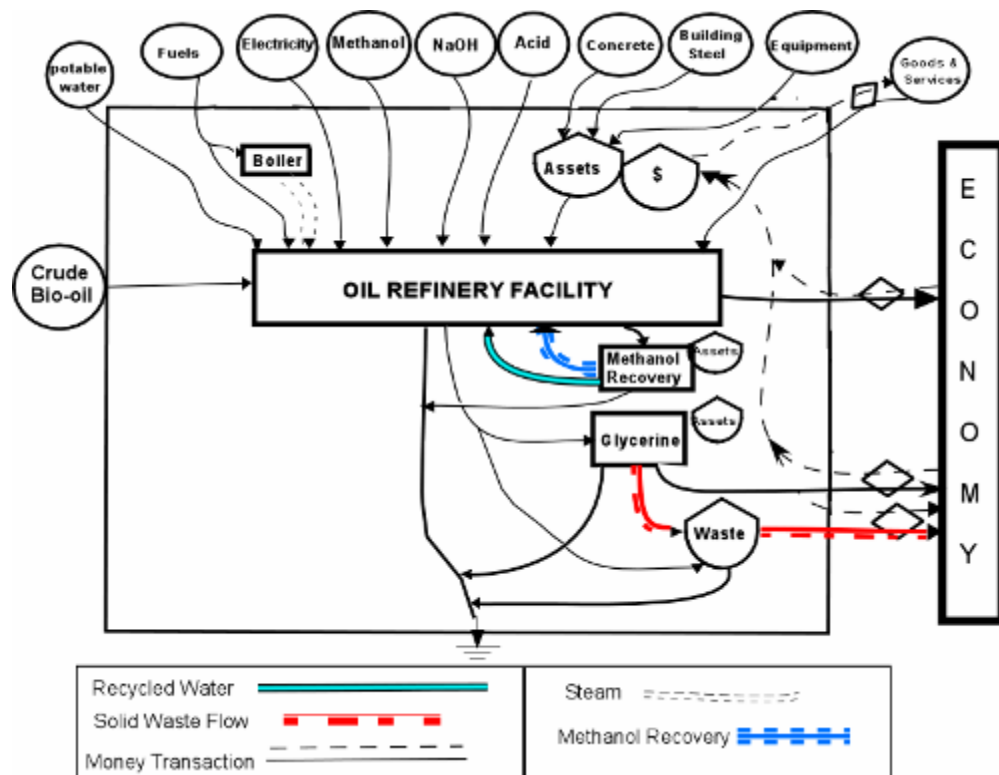 potable
water
Fuels
Electricity
Methanol
NaOH
Acid
Concrete
Building
Steel
Equipment
Goods &
Services
Boiler
Assets
$
Crude
Bio-oil
OIL REFINERY FACILITY
Methanol
Recovery
Assets
Glycerine
Assets
Waste
E
C
O
N
O
M
Y
Recycled Water
Solid Waste Flow
Money Transaction
Steam
Methanol Recovery